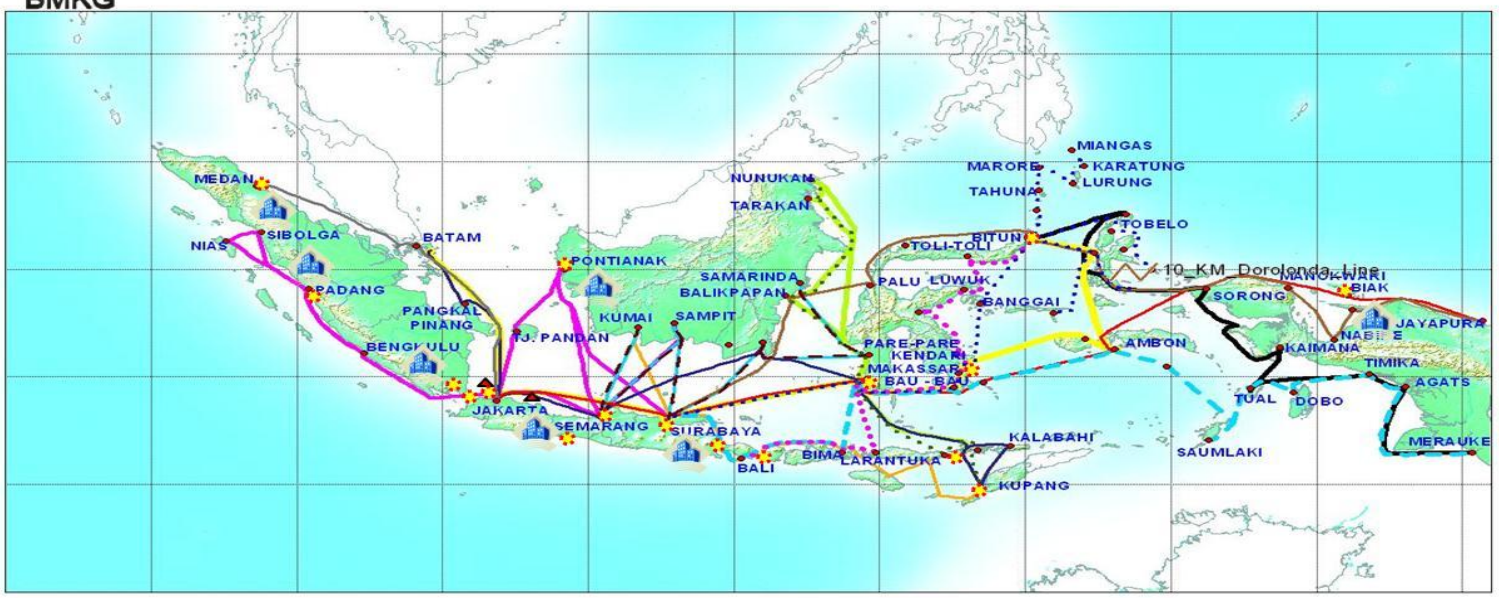 BMKG
MIANGAS
MARORE
KARATUNG
MEDAN
NUNUKAN
LURUNG
TAHUNA
TARAKAN
TOBELO
NIAS
SIBOLGA
BATAM
BITUN
TOLI-TOLI
PONTIANAK
10_KM_Dorolonda_Line
SAMARINDA
PALU
LUWUK
MANOKWARI
PADANG
BALIKPAPAN
SORONG
BIAK
PANGKAL
PINANG
KUMAI
SAMPIT
BANGGAI
JAYAPURA
TJ. PANDAN
NABI
BENGKULU
PARE-PARE
AMBON
KAIMANA
KENDARI
TIMIKA
MAKASSAR
BAU - BAU
AGATS
JAKARTA
TUAL
DOBO
SEMARANG
SURABAYA
KALABAHI
MERAUKE
BIMA
LARANTUKA
SAUMLAKI
BALI
KUPANG